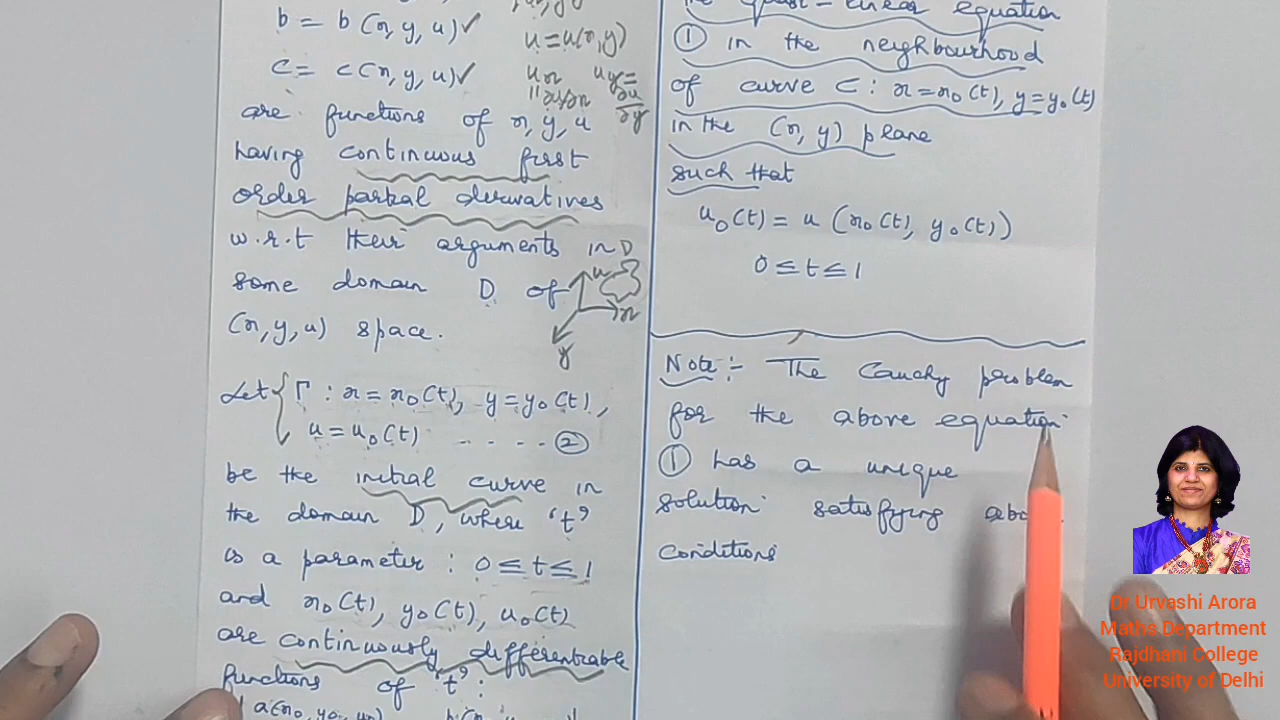 b = b (x, y, u) ✓
c = c (x, y, u) ✓
u = u(x, y)
are functions of x, y, u
having continuous first
order partial derivatives
w.r.t their arguments in D
some domain D of
(x, y, u) space.
u
x
y
Let Γ : x = x₀(t), y = y₀(t),
u = u₀(t) - - - - ②
be the initial curve in
the domain D, where 't'
is a parameter : 0 ≤ t ≤ 1
and x₀(t), y₀(t), u₀(t)
are continuously differentiable
functions of 't' :
equation
① in the neighbourhood
of curve C : x = x₀(t), y = y₀(t)
in the (x, y) plane
such that
u₀(t) = u (x₀(t), y₀(t))
0 ≤ t ≤ 1
Note :- The Cauchy problem
for the above equation
① has a unique
solution satisfying
conditions
Dr Urvashi Arora
Maths Department
Rajdhani College
University of Delhi